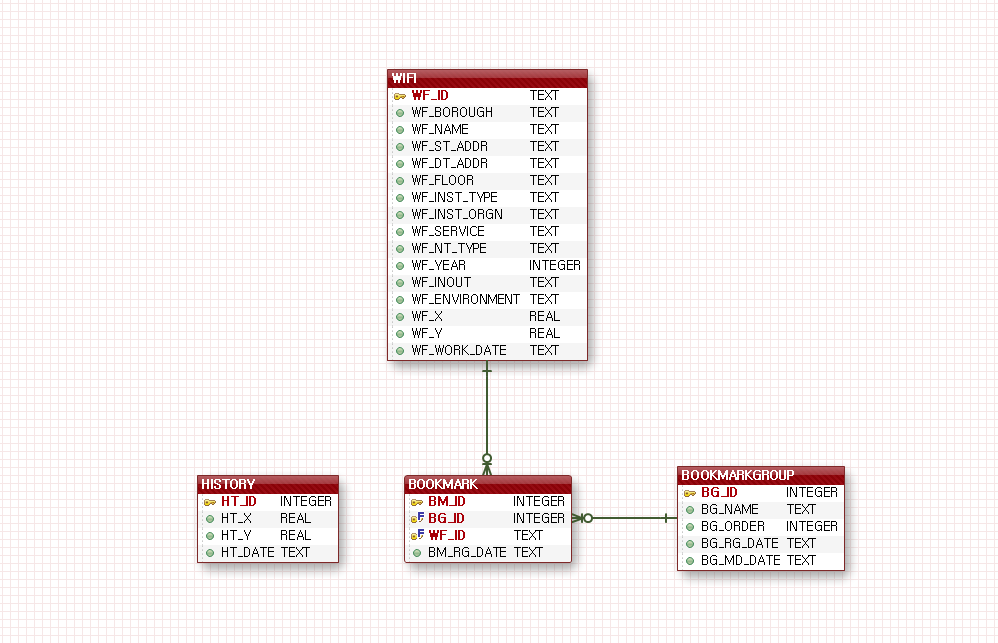 WIFI
WF_ID TEXT
WF_BOROUGH TEXT
WF_NAME TEXT
WF_ST_ADDR TEXT
WF_DT_ADDR TEXT
WF_FLOOR TEXT
WF_INST_TYPE TEXT
WF_INST_ORGN TEXT
WF_SERVICE TEXT
WF_NT_TYPE TEXT
WF_YEAR INTEGER
WF_INOUT TEXT
WF_ENVIRONMENT TEXT
WF_X REAL
WF_Y REAL
WF_WORK_DATE TEXT
HISTORY
HT_ID INTEGER
HT_X REAL
HT_Y REAL
HT_DATE TEXT
BOOKMARK
BM_ID INTEGER
F BG_ID INTEGER
F WF_ID TEXT
BM_RG_DATE TEXT
BOOKMARKGROUP
BG_ID INTEGER
BG_NAME TEXT
BG_ORDER INTEGER
BG_RG_DATE TEXT
BG_MD_DATE TEXT